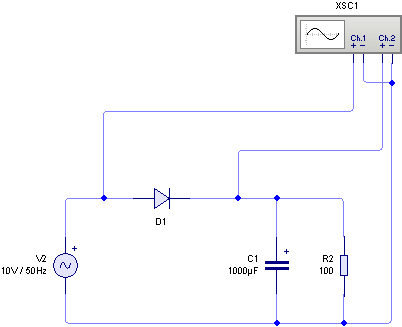 XSC1
Ch.1 Ch.2
+ − + −
D1
V2
10V / 50Hz
+
C1
1000µF
+
R2
100